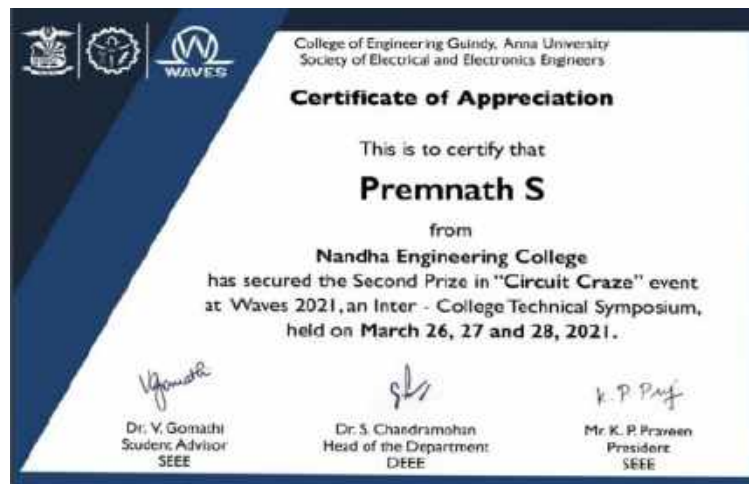 WAVES
College of Engineering Guindy, Anna University
Society of Electrical and Electronics Engineers
Certificate of Appreciation
This is to certify that
Premnath S
from
Nandha Engineering College
has secured the Second Prize in "Circuit Craze" event
at Waves 2021, an Inter - College Technical Symposium,
held on March 26, 27 and 28, 2021.
K. P. Praj
Dr. V. Gomathi
Student Advisor
SEEE
Dr. S. Chandramohan
Head of the Department
DEEE
Mr. K. P. Praveen
President
SEEE